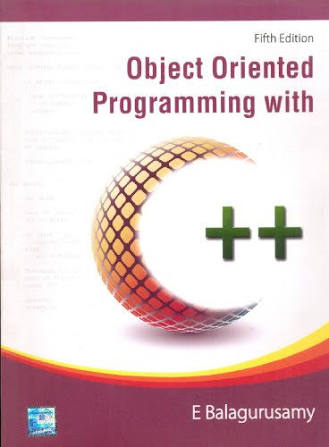 Fifth Edition
Object Oriented
Programming with
C++
E Balagurusamy